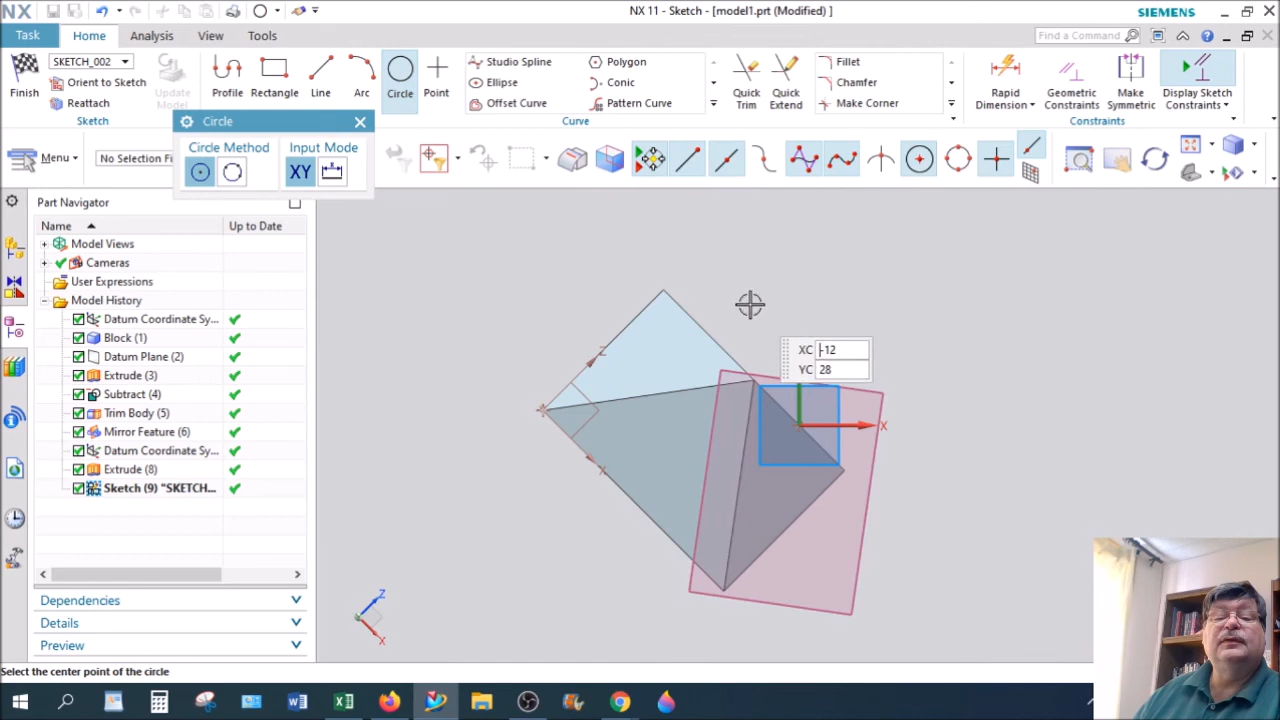 NX
NX 11 - Sketch - [model1.prt (Modified) ]
SIEMENS
Task Home Analysis View Tools
Find a Command
SKETCH_002
Orient to Sketch
Reattach
Finish
Update Model
Sketch
Profile Rectangle Line Arc Circle Point
Studio Spline Polygon
Ellipse Conic
Offset Curve Pattern Curve
Curve
Quick Trim
Quick Extend
Fillet
Chamfer
Make Corner
Rapid Dimension
Geometric Constraints
Make Symmetric
Display Sketch Constraints
Constraints
Circle
Circle Method Input Mode
XY
Menu
No Selection Fi
Part Navigator
Name Up to Date
Model Views
Cameras
User Expressions
Model History
Datum Coordinate Sy...
Block (1)
Datum Plane (2)
Extrude (3)
Subtract (4)
Trim Body (5)
Mirror Feature (6)
Datum Coordinate Sy...
Extrude (8)
Sketch (9) "SKETCH...
Dependencies
Details
Preview
Z
X
XC -12
YC 28
X
Z
X
Select the center point of the circle